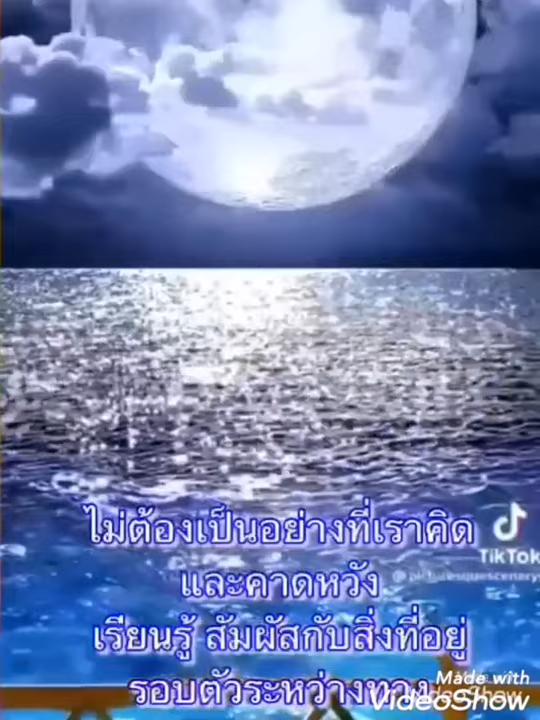 ไม่ต้องเป็นอย่างที่เราคิด
และคาดหวัง
เรียนรู้ สัมผัสกับสิ่งที่อยู่
รอบตัวระหว่างทาง
TikTok
Made with
VideoShow